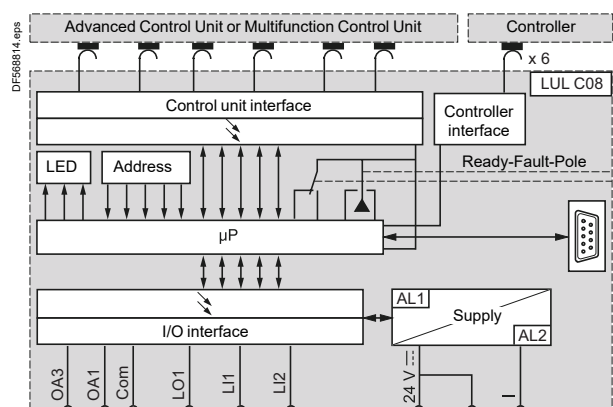 DF568814.eps
Advanced Control Unit or Multifunction Control Unit
Controller
x 6
LUL C08
Control unit interface
Controller
interface
Ready-Fault-Pole
LED
Address
µP
AL1
Supply
AL2
I/O interface
OA3
OA1
Com
LO1
LI1
LI2
24 V